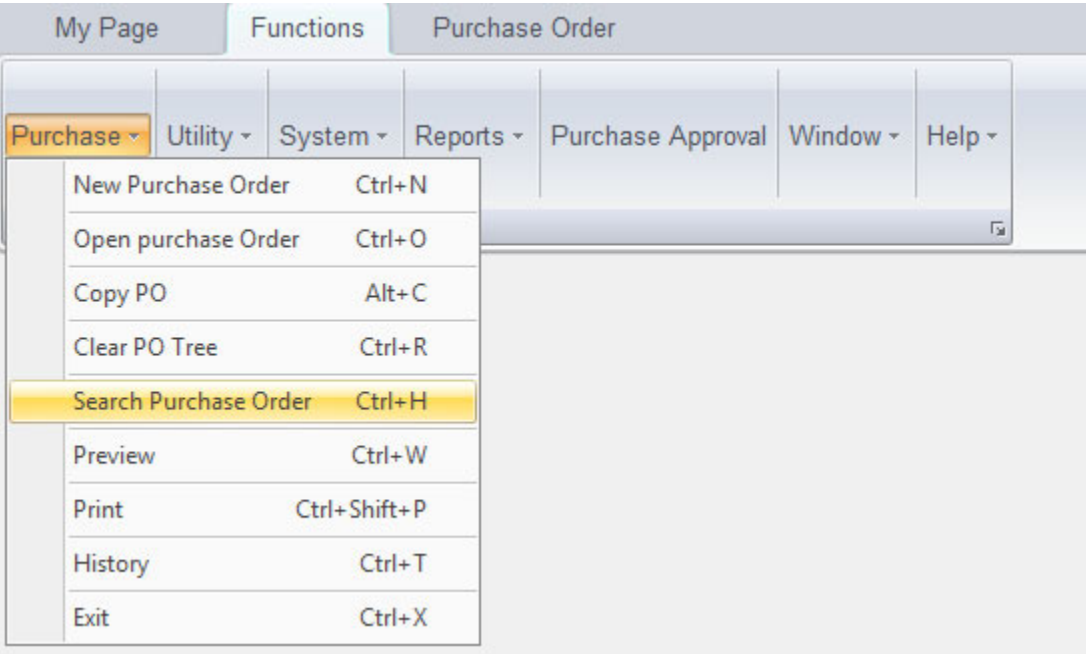 My Page Functions Purchase Order
Purchase Utility System Reports Purchase Approval Window Help
New Purchase Order Ctrl+N
Open purchase Order Ctrl+O
Copy PO Alt+C
Clear PO Tree Ctrl+R
Search Purchase Order Ctrl+H
Preview Ctrl+W
Print Ctrl+Shift+P
History Ctrl+T
Exit Ctrl+X